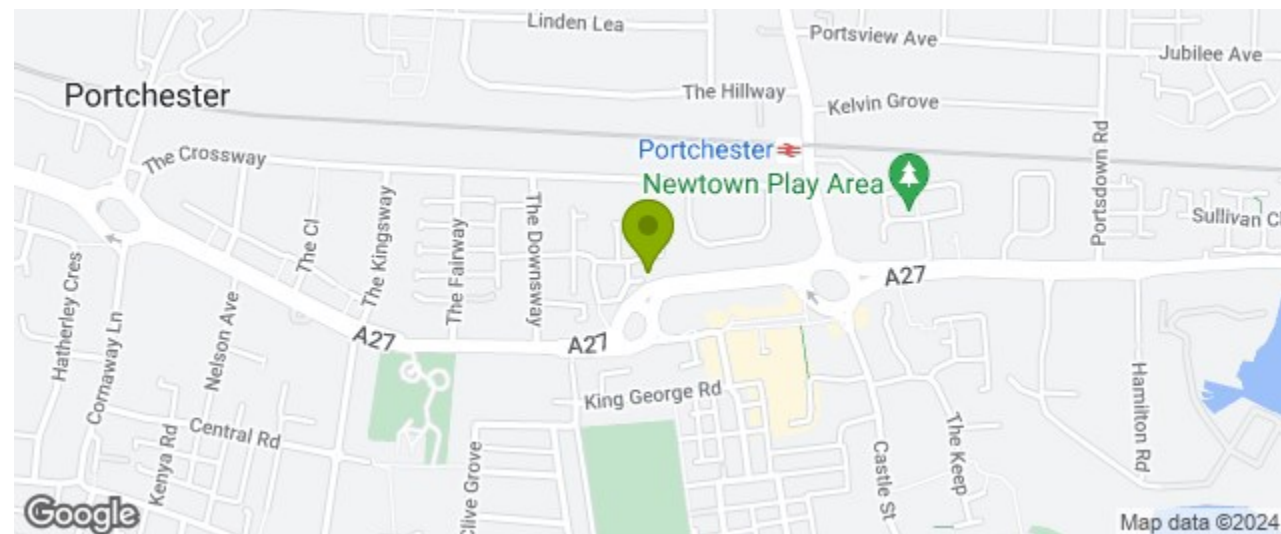 Linden Lea
Portsview Ave
Jubilee Ave
Portchester
The Hillway
Kelvin Grove
The Crossway
Portchester
Newtown Play Area
Portsdown Rd
Sullivan C
The Cl
The Kingsway
The Fairway
The Downsway
A27
Hatherley Cres
Cornaway Ln
Nelson Ave
A27
A27
King George Rd
Hamilton Rd
Kenya Rd
Central Rd
Clive Grove
Castle St
The Keep
Google
Map data ©2024